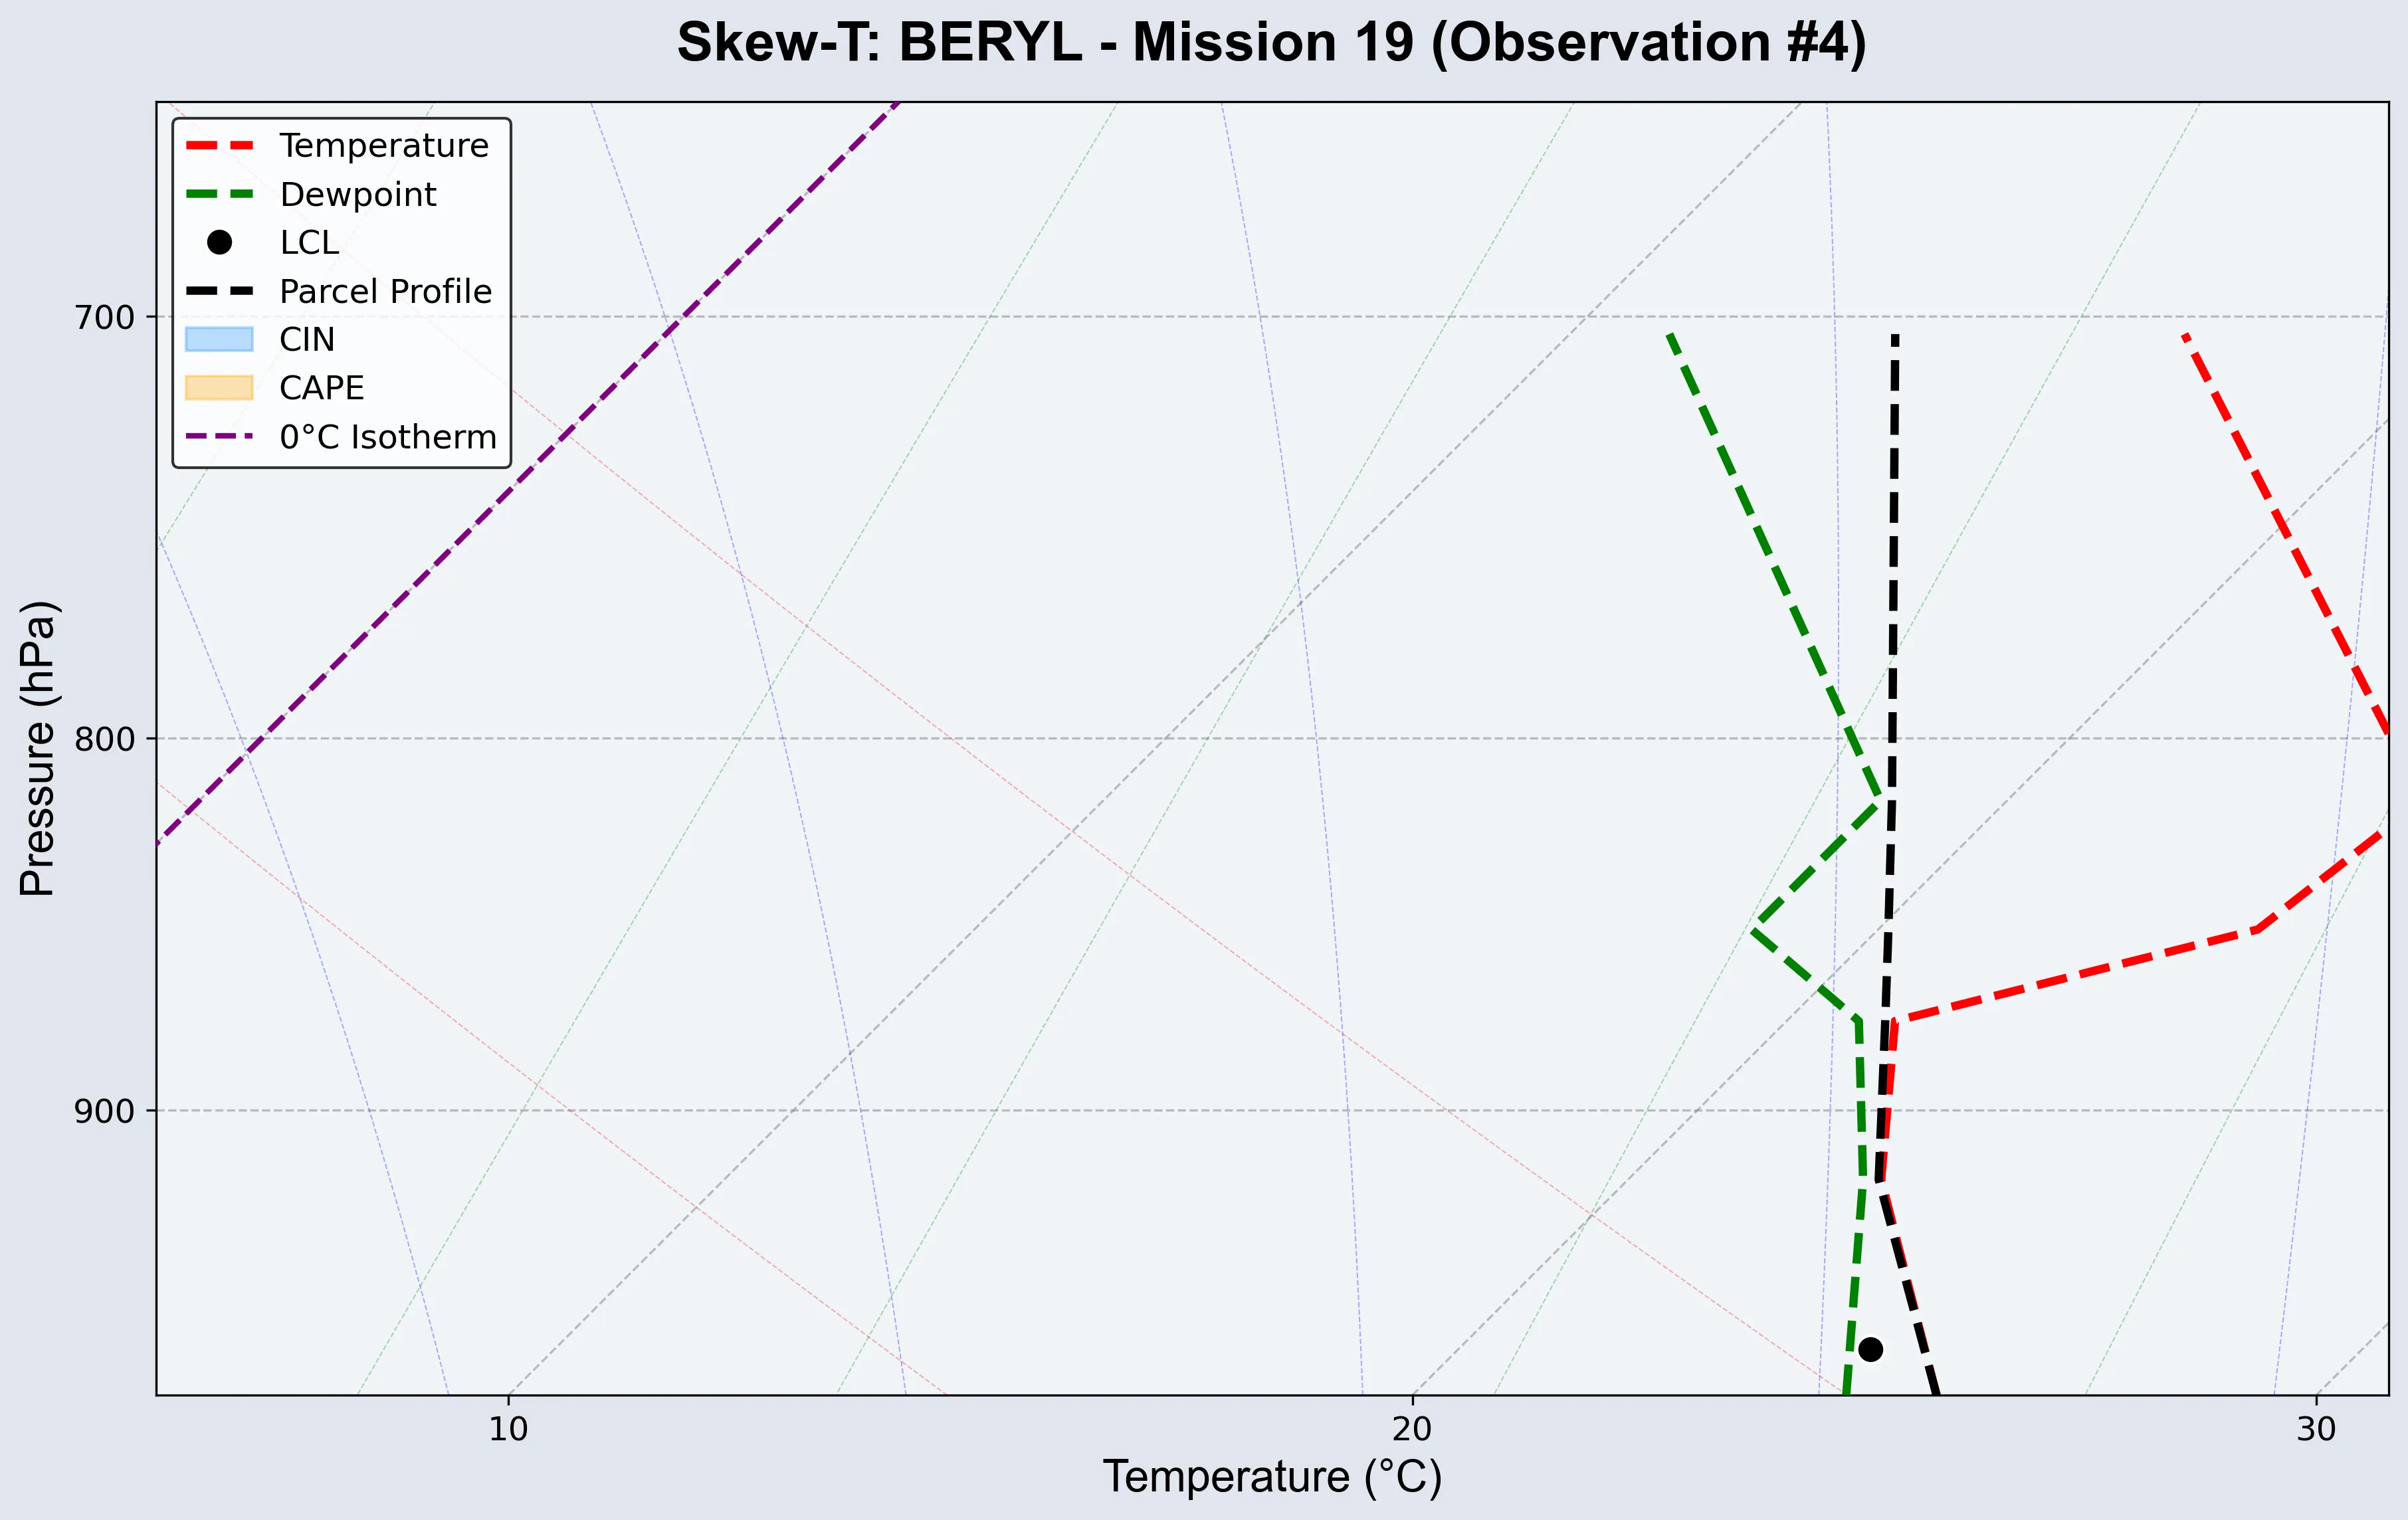 Skew-T: BERYL - Mission 19 (Observation #4)
Temperature
Dewpoint
LCL
Parcel Profile
CIN
CAPE
0°C Isotherm
700
800
900
Pressure (hPa)
10
20
30
Temperature (°C)